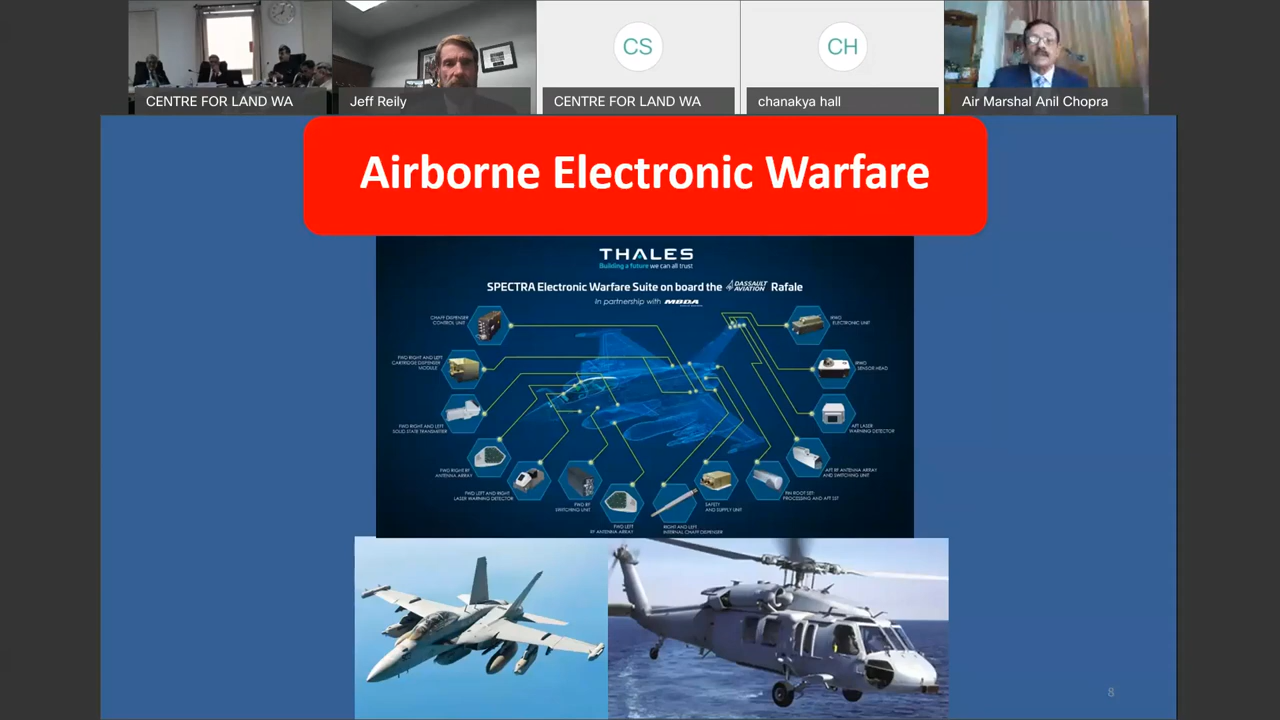 CENTRE FOR LAND WA
Jeff Reily
CS
CENTRE FOR LAND WA
CH
chanakya hall
Air Marshal Anil Chopra
Airborne Electronic Warfare
THALES
Building a future we can all trust
SPECTRA Electronic Warfare Suite on board the DASSAULT AVIATION Rafale
In partnership with MBDA
CHAFF DISPENSER
CONTROL UNIT
FWD RIGHT AND LEFT
CARTRIDGE DISPENSER
MODULE
FWD RIGHT AND LEFT
SOLID STATE TRANSMITTER
FWD RIGHT RF
ANTENNA ARRAY
FWD LEFT AND RIGHT
LASER WARNING DETECTOR
FWD RF
SWITCHING UNIT
FWD LEFT
RF ANTENNA ARRAY
RIGHT AND LEFT
INTERNAL CHAFF DISPENSER
SAFETY
AND SUPPLY UNIT
FIN ROOT SET:
PROCESSING AND AFT SST
AFT RF ANTENNA ARRAY
AND SWITCHING UNIT
AFT LASER
WARNING DETECTOR
SENSOR HEAD
ELECTRONIC UNIT
8